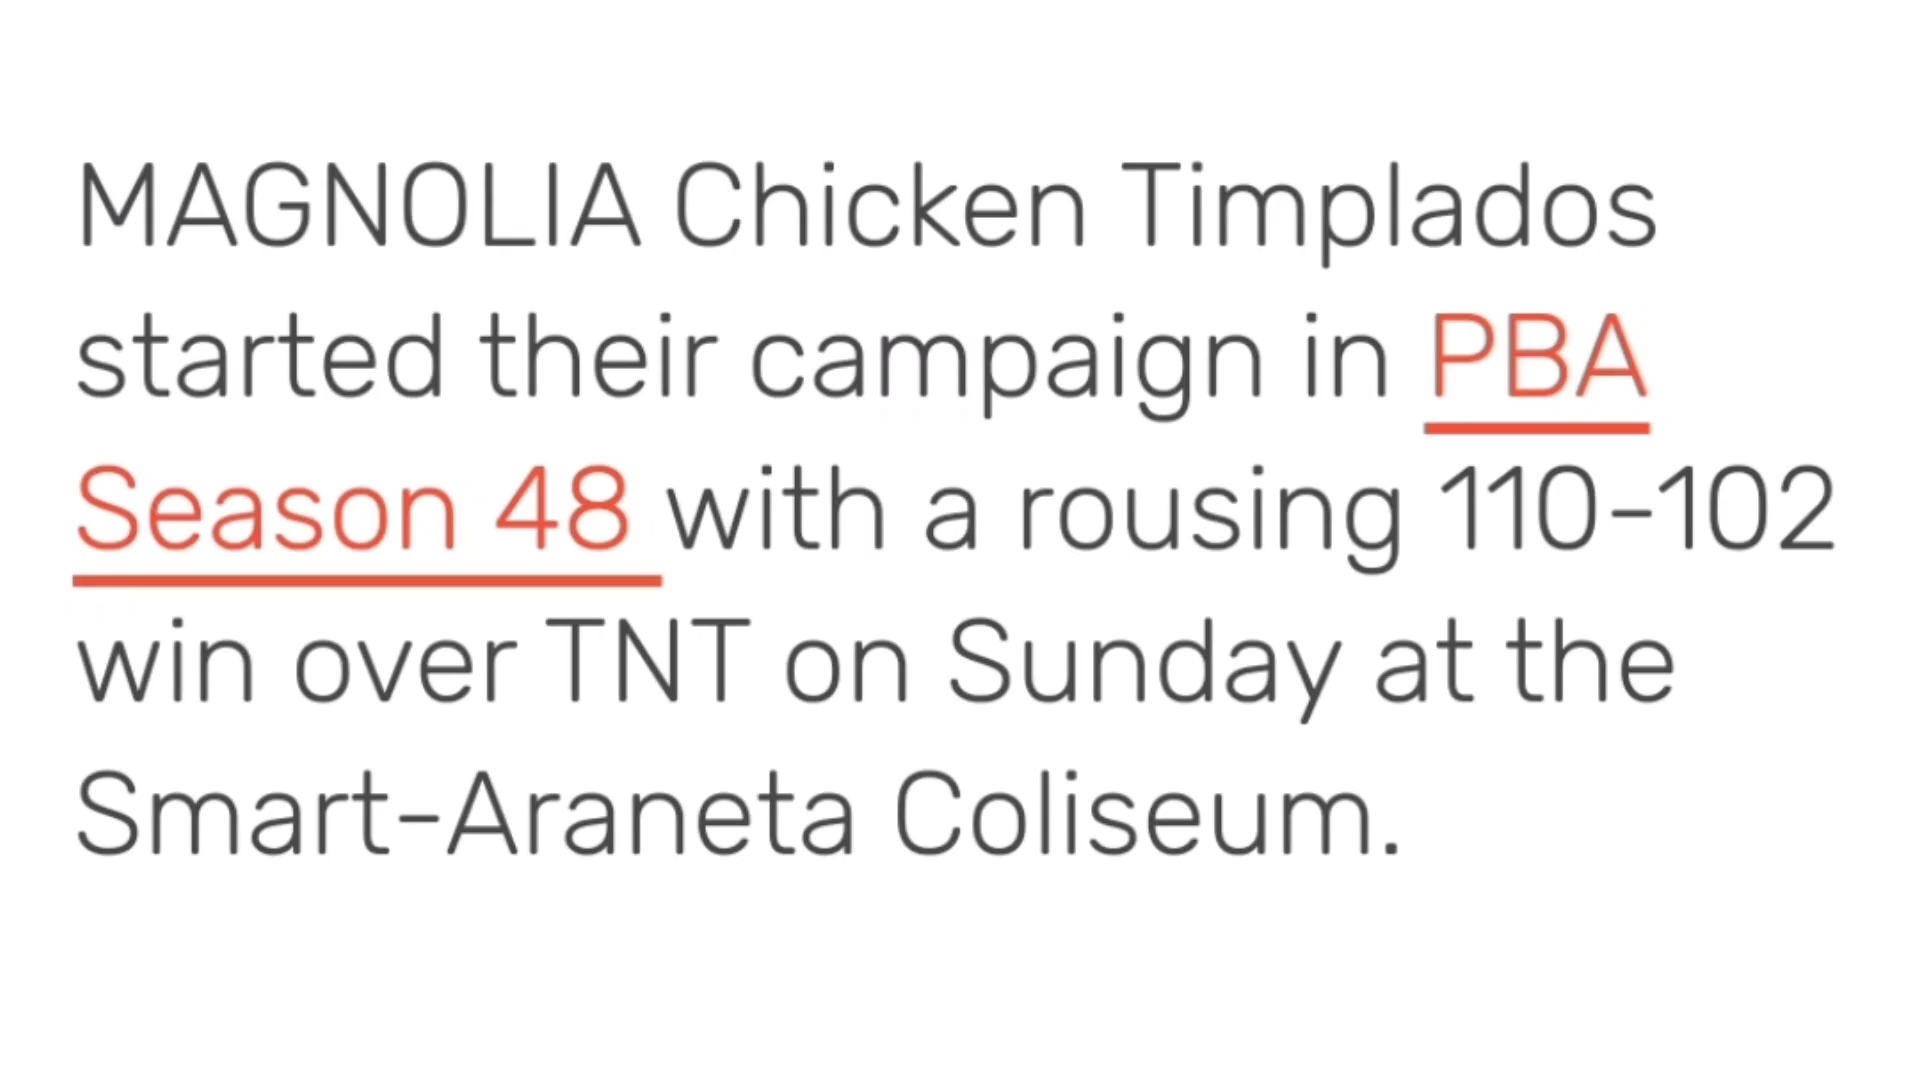 MAGNOLIA Chicken Timplados
started their campaign in PBA
Season 48 with a rousing 110-102
win over TNT on Sunday at the
Smart-Araneta Coliseum.